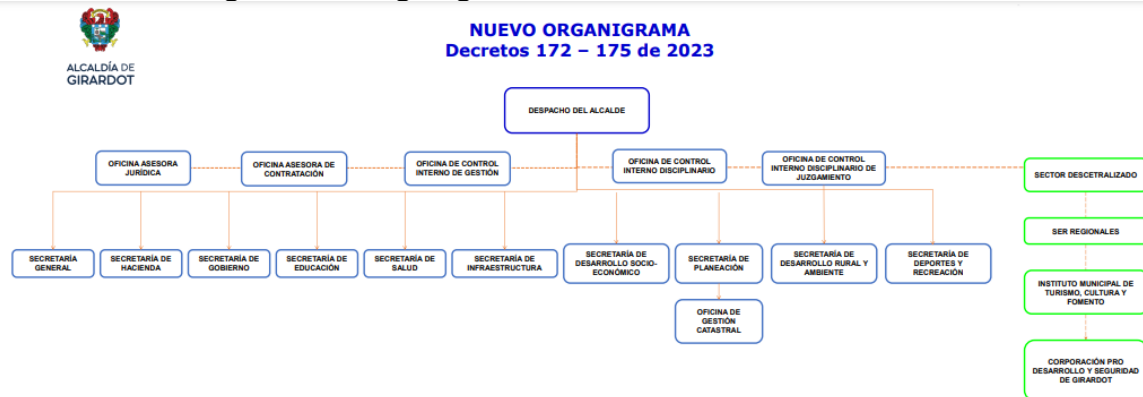 NUEVO ORGANIGRAMA
Decretos 172 – 175 de 2023
ALCALDÍA DE
GIRARDOT
DESPACHO DEL ALCALDE
OFICINA ASESORA
JURÍDICA
OFICINA ASESORA DE
CONTRATACIÓN
OFICINA DE CONTROL
INTERNO DE GESTIÓN
OFICINA DE CONTROL
INTERNO DISCIPLINARIO
OFICINA DE CONTROL
INTERNO DISCIPLINARIO DE
JUZGAMIENTO
SECTOR DESCETRALIZADO
SER REGIONALES
SECRETARÍA
GENERAL
SECRETARÍA DE
HACIENDA
SECRETARÍA DE
GOBIERNO
SECRETARÍA DE
EDUCACIÓN
SECRETARÍA DE
SALUD
SECRETARÍA DE
INFRAESTRUCTURA
SECRETARÍA DE
DESARROLLO SOCIO-
ECONÓMICO
SECRETARÍA DE
PLANEACIÓN
SECRETARÍA DE
DESARROLLO RURAL Y
AMBIENTE
SECRETARÍA DE
DEPORTES Y
RECREACIÓN
INSTITUTO MUNICIPAL DE
TURISMO, CULTURA Y
FOMENTO
OFICINA DE
GESTIÓN
CATASTRAL
CORPORACIÓN PRO
DESARROLLO Y SEGURIDAD
DE GIRARDOT